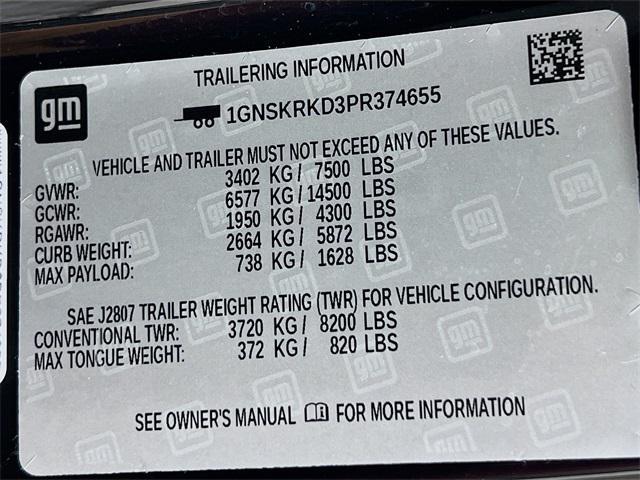 TRAILERING INFORMATION
gm
1GNSKRKD3PR374655
VEHICLE AND TRAILER MUST NOT EXCEED ANY OF THESE VALUES.
GVWR: 3402 KG/ 7500 LBS
GCWR: 6577 KG/ 14500 LBS
RGAWR: 1950 KG/ 4300 LBS
CURB WEIGHT: 2664 KG/ 5872 LBS
MAX PAYLOAD: 738 KG/ 1628 LBS
SAE J2807 TRAILER WEIGHT RATING (TWR) FOR VEHICLE CONFIGURATION.
CONVENTIONAL TWR: 3720 KG/ 8200 LBS
MAX TONGUE WEIGHT: 372 KG/ 820 LBS
SEE OWNER'S MANUAL FOR MORE INFORMATION